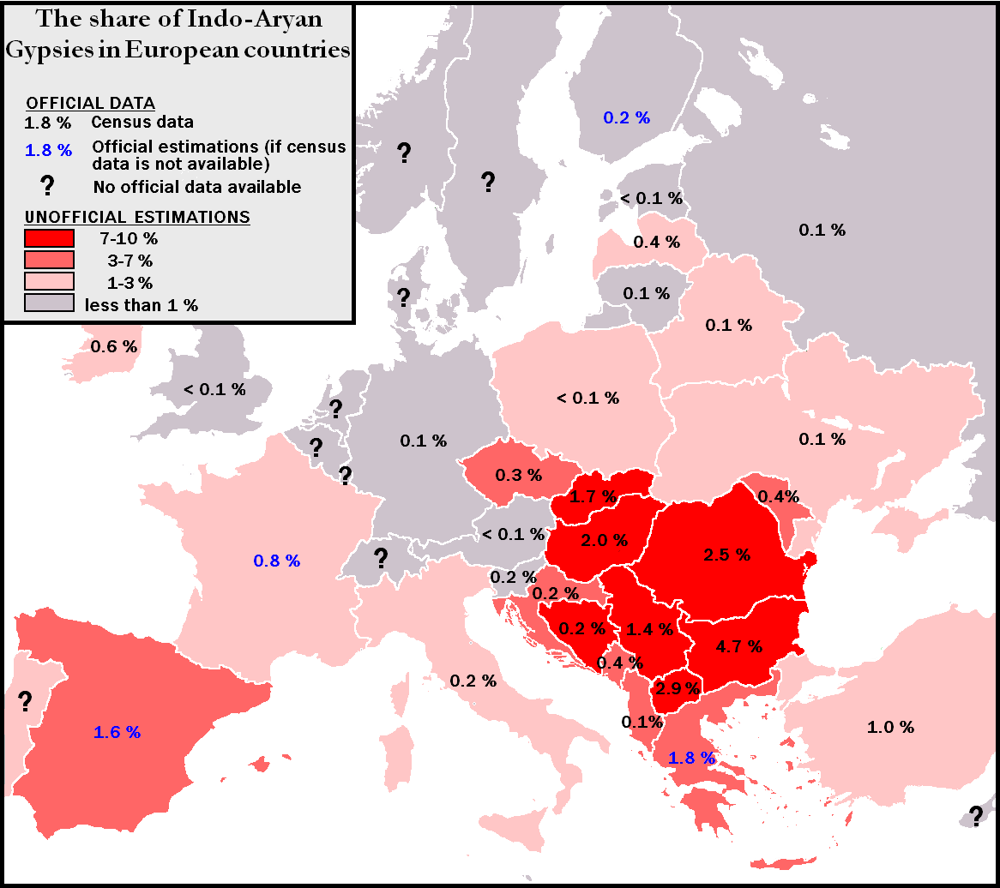 The share of Indo-Aryan
Gypsies in European countries
OFFICIAL DATA
1.8 % Census data
1.8 % Official estimations (if census
data is not available)
? No official data available
UNOFFICIAL ESTIMATIONS
7-10 %
3-7 %
1-3 %
less than 1 %
0.2 %
?
?
< 0.1 %
0.1 %
0.4 %
0.1 %
?
0.1 %
0.6 %
< 0.1 %
< 0.1 %
?
?
0.1 %
0.1 %
?
0.3 %
1.7 %
0.4%
< 0.1 %
2.0 %
2.5 %
0.8 %
?
0.2 %
0.2 %
0.2 %
1.4 %
4.7 %
0.4 %
0.2 %
2.9 %
?
0.1%
1.0 %
1.6 %
1.8 %
?